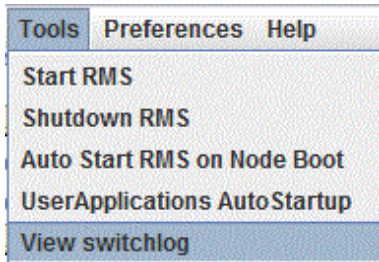 Tools Preferences Help
Start RMS
Shutdown RMS
Auto Start RMS on Node Boot
UserApplications AutoStartup
View switchlog